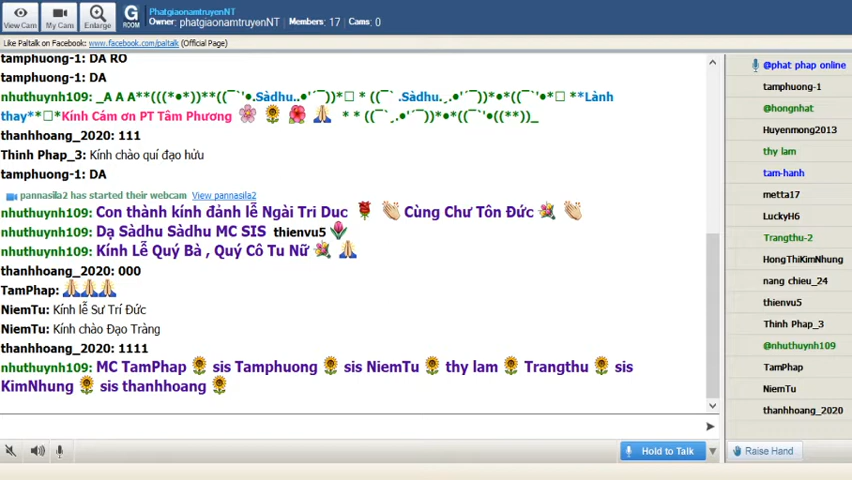 View Cam
My Cams
Enlarge
G
ROOM
PhatgiaonamtruyenNT
Owner: phatgiaonamtruyenNT Members: 17 Cams: 0
Like Paltalk on Facebook: www.facebook.com/paltalk (Official Page)
tamphuong-1: DA RO
tamphuong-1: DA
nhuthuynh109: _A A A**(((*•*))**((¯`'•.Sàdhu..•'´¯))*□ * ((¯` .Sàdhu.¸.•'´¯))*•*((¯`'•*□ **Lành
thay**□*Kính Cám ơn PT Tâm Phương 🌸 🌻 🌺 🙏 * * ((¯`¸.•'´¯))*•*((¯`'•((**))_
thanhhoang_2020: 111
Thinh Phap_3: Kính chào quí đạo hứu
tamphuong-1: DA
pannasila2 has started their webcam View pannasila2
nhuthuynh109: Con thành kính đảnh lễ Ngài Tri Duc 🌹 👏 Cùng Chư Tôn Đức 💐 👏
nhuthuynh109: Dạ Sàdhu Sàdhu MC SIS thienvu5 🌷
nhuthuynh109: Kính Lễ Quý Bà , Quý Cô Tu Nữ 💐 🙏
thanhhoang_2020: 000
TamPhap: 🙏🙏🙏
NiemTu: Kính lễ Sư Trí Đức
NiemTu: Kính chào Đạo Tràng
thanhhoang_2020: 1111
nhuthuynh109: MC TamPhap 🌻 sis Tamphuong 🌻 sis NiemTu 🌻 thy lam 🌻 Trangthu 🌻 sis
KimNhung 🌻 sis thanhhoang 🌻
Hold to Talk
@phat phap online
tamphuong-1
@hongnhat
Huyenmong2013
thy lam
tam-hanh
metta17
LuckyH6
Trangthu-2
HongThiKimNhung
nang chieu_24
thienvu5
Thinh Phap_3
@nhuthuynh109
TamPhap
NiemTu
thanhhoang_2020
Raise Hand